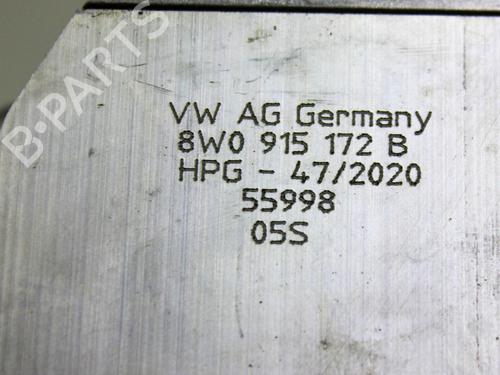 B-PARTS
VW AG Germany
8W0 915 172 B
HPG - 47/2020
55998
05S